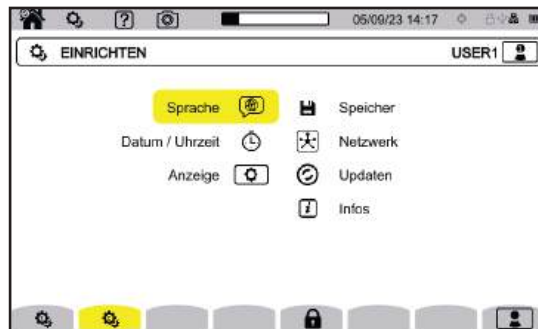 05/09/23 14:17
EINRICHTEN USER1
Sprache Speicher
Datum / Uhrzeit Netzwerk
Anzeige Updaten
Infos